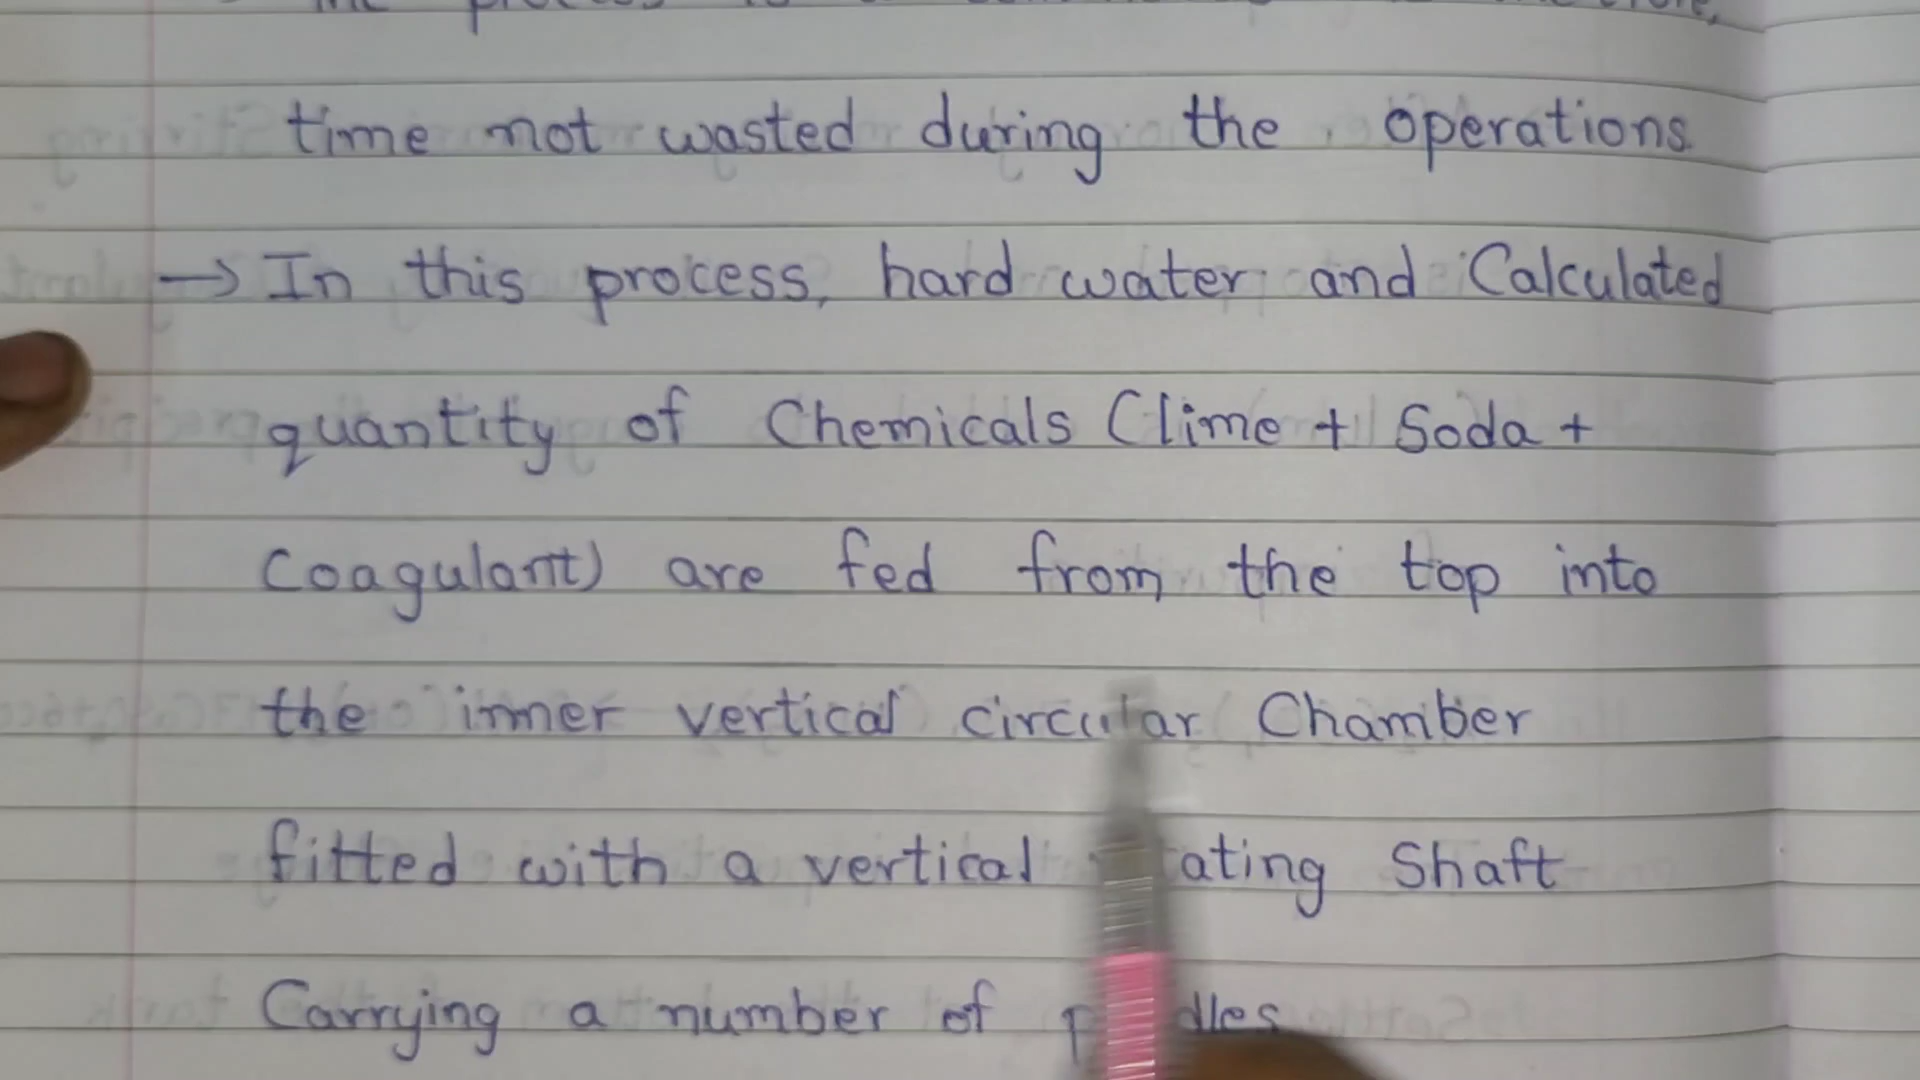 time not wasted during the operations.
→ In this process, hard water and Calculated
quantity of Chemicals (lime + Soda +
Coagulant) are fed from the top into
the inner vertical circular Chamber
fitted with a vertical Shaft
Carrying a number of